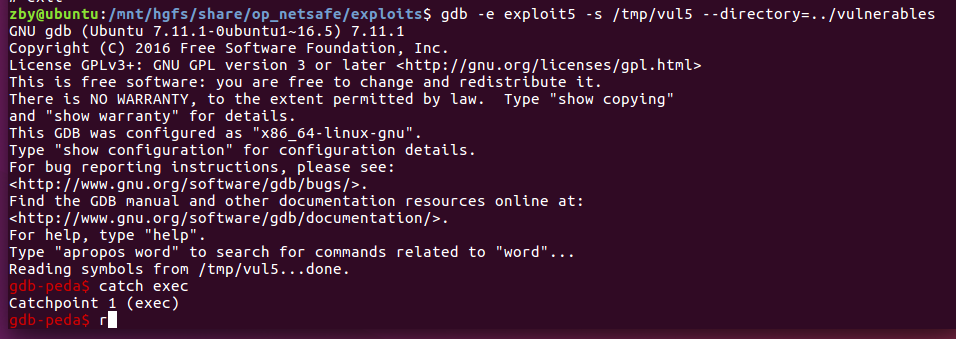 zby@ubuntu:/mnt/hgfs/share/op_netsafe/exploits$ gdb -e exploit5 -s /tmp/vul5 --directory=../vulnerables
GNU gdb (Ubuntu 7.11.1-0ubuntu1~16.5) 7.11.1
Copyright (C) 2016 Free Software Foundation, Inc.
License GPLv3+: GNU GPL version 3 or later <http://gnu.org/licenses/gpl.html>
This is free software: you are free to change and redistribute it.
There is NO WARRANTY, to the extent permitted by law.  Type "show copying"
and "show warranty" for details.
This GDB was configured as "x86_64-linux-gnu".
Type "show configuration" for configuration details.
For bug reporting instructions, please see:
<http://www.gnu.org/software/gdb/bugs/>.
Find the GDB manual and other documentation resources online at:
<http://www.gnu.org/software/gdb/documentation/>.
For help, type "help".
Type "apropos word" to search for commands related to "word"...
Reading symbols from /tmp/vul5...done.
gdb-peda$ catch exec
Catchpoint 1 (exec)
gdb-peda$ r